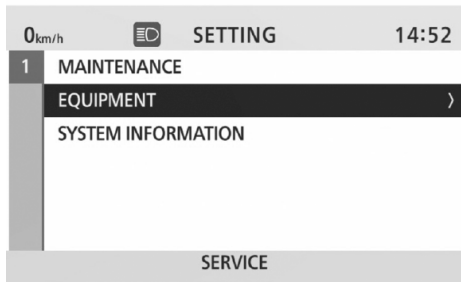 0km/h SETTING 14:52
1 MAINTENANCE
EQUIPMENT
SYSTEM INFORMATION
SERVICE